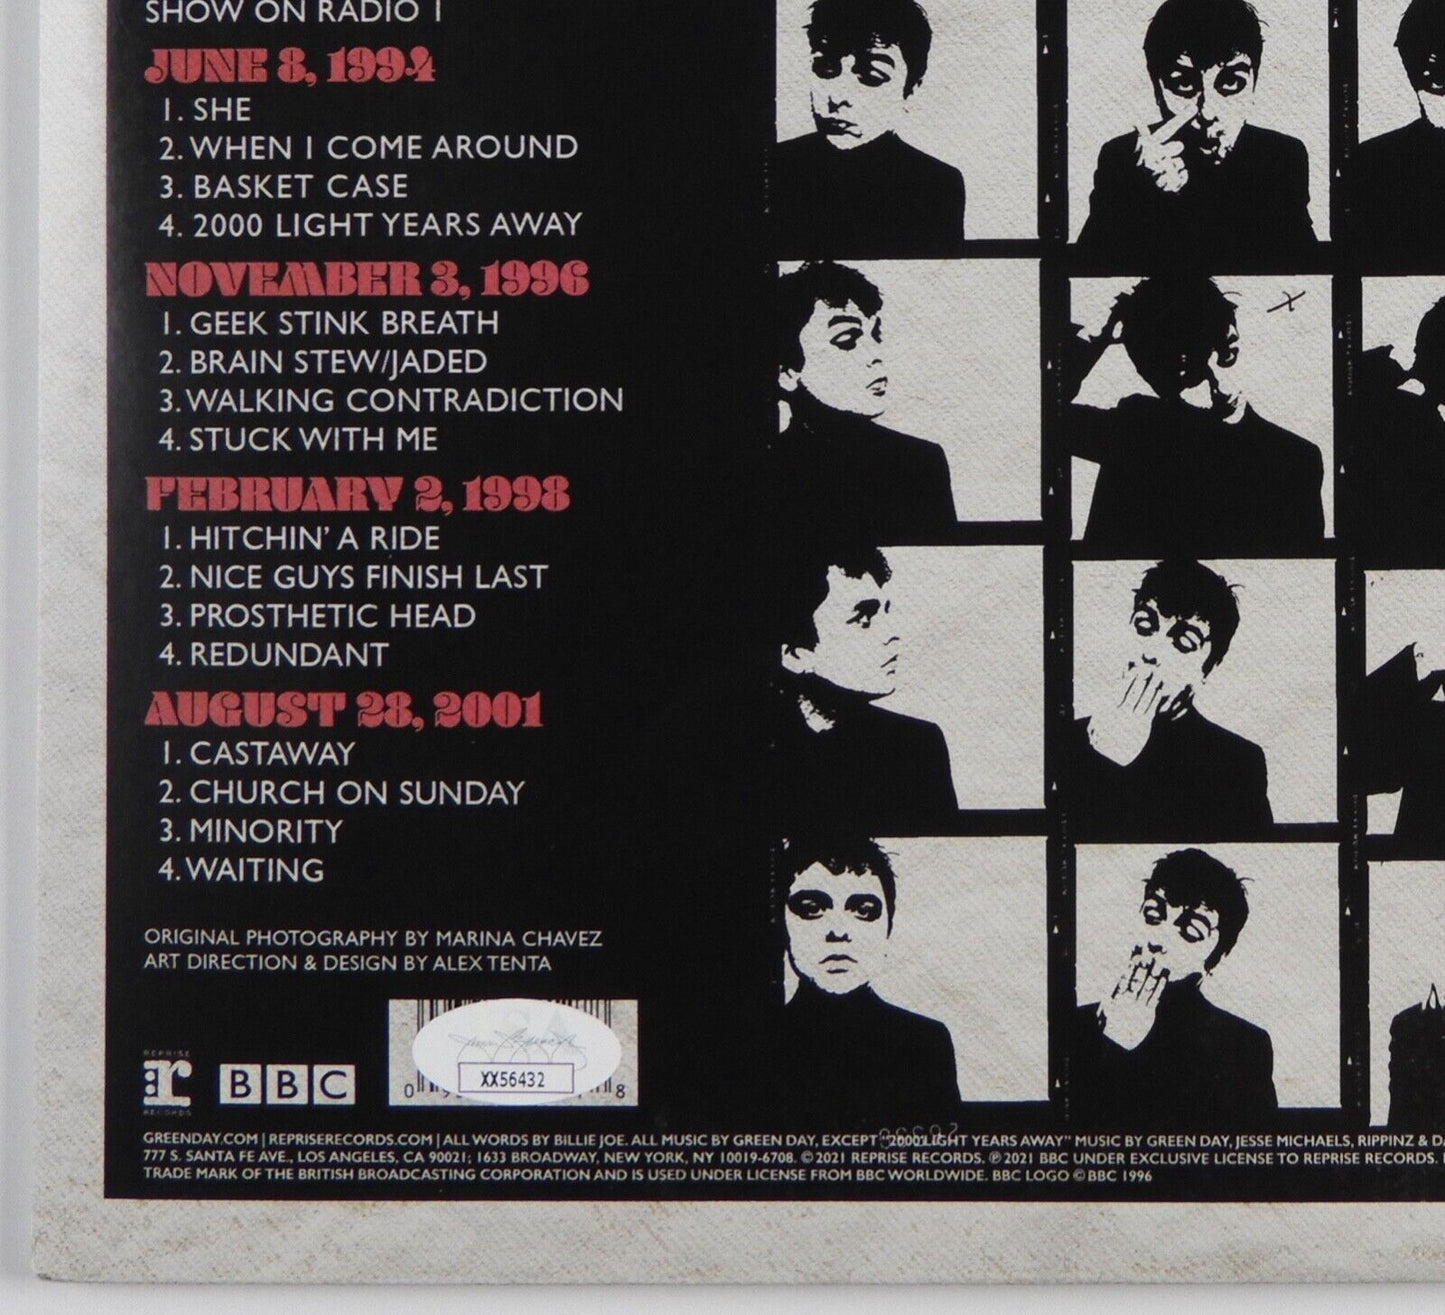 SHOW ON RADIO 1
JUNE 8, 1994
1. SHE
2. WHEN I COME AROUND
3. BASKET CASE
4. 2000 LIGHT YEARS AWAY
NOVEMBER 3, 1996
1. GEEK STINK BREATH
2. BRAIN STEW/JADED
3. WALKING CONTRADICTION
4. STUCK WITH ME
FEBRUARY 2, 1998
1. HITCHIN' A RIDE
2. NICE GUYS FINISH LAST
3. PROSTHETIC HEAD
4. REDUNDANT
AUGUST 28, 2001
1. CASTAWAY
2. CHURCH ON SUNDAY
3. MINORITY
4. WAITING
ORIGINAL PHOTOGRAPHY BY MARINA CHAVEZ
ART DIRECTION & DESIGN BY ALEX TENTA
REPRISE
r
RECORDS
BBC
XX56432
0 8
GREENDAY.COM | REPRISERECORDS.COM | ALL WORDS BY BILLIE JOE. ALL MUSIC BY GREEN DAY, EXCEPT "2000 LIGHT YEARS AWAY" MUSIC BY GREEN DAY, JESSE MICHAELS, RIPPINZ &
777 S. SANTA FE AVE., LOS ANGELES, CA 90021; 1633 BROADWAY, NEW YORK, NY 10019-6708. © 2021 REPRISE RECORDS. ℗ 2021 BBC UNDER EXCLUSIVE LICENSE TO REPRISE RECORDS.
TRADE MARK OF THE BRITISH BROADCASTING CORPORATION AND IS USED UNDER LICENSE FROM BBC WORLDWIDE. BBC LOGO © BBC 1996